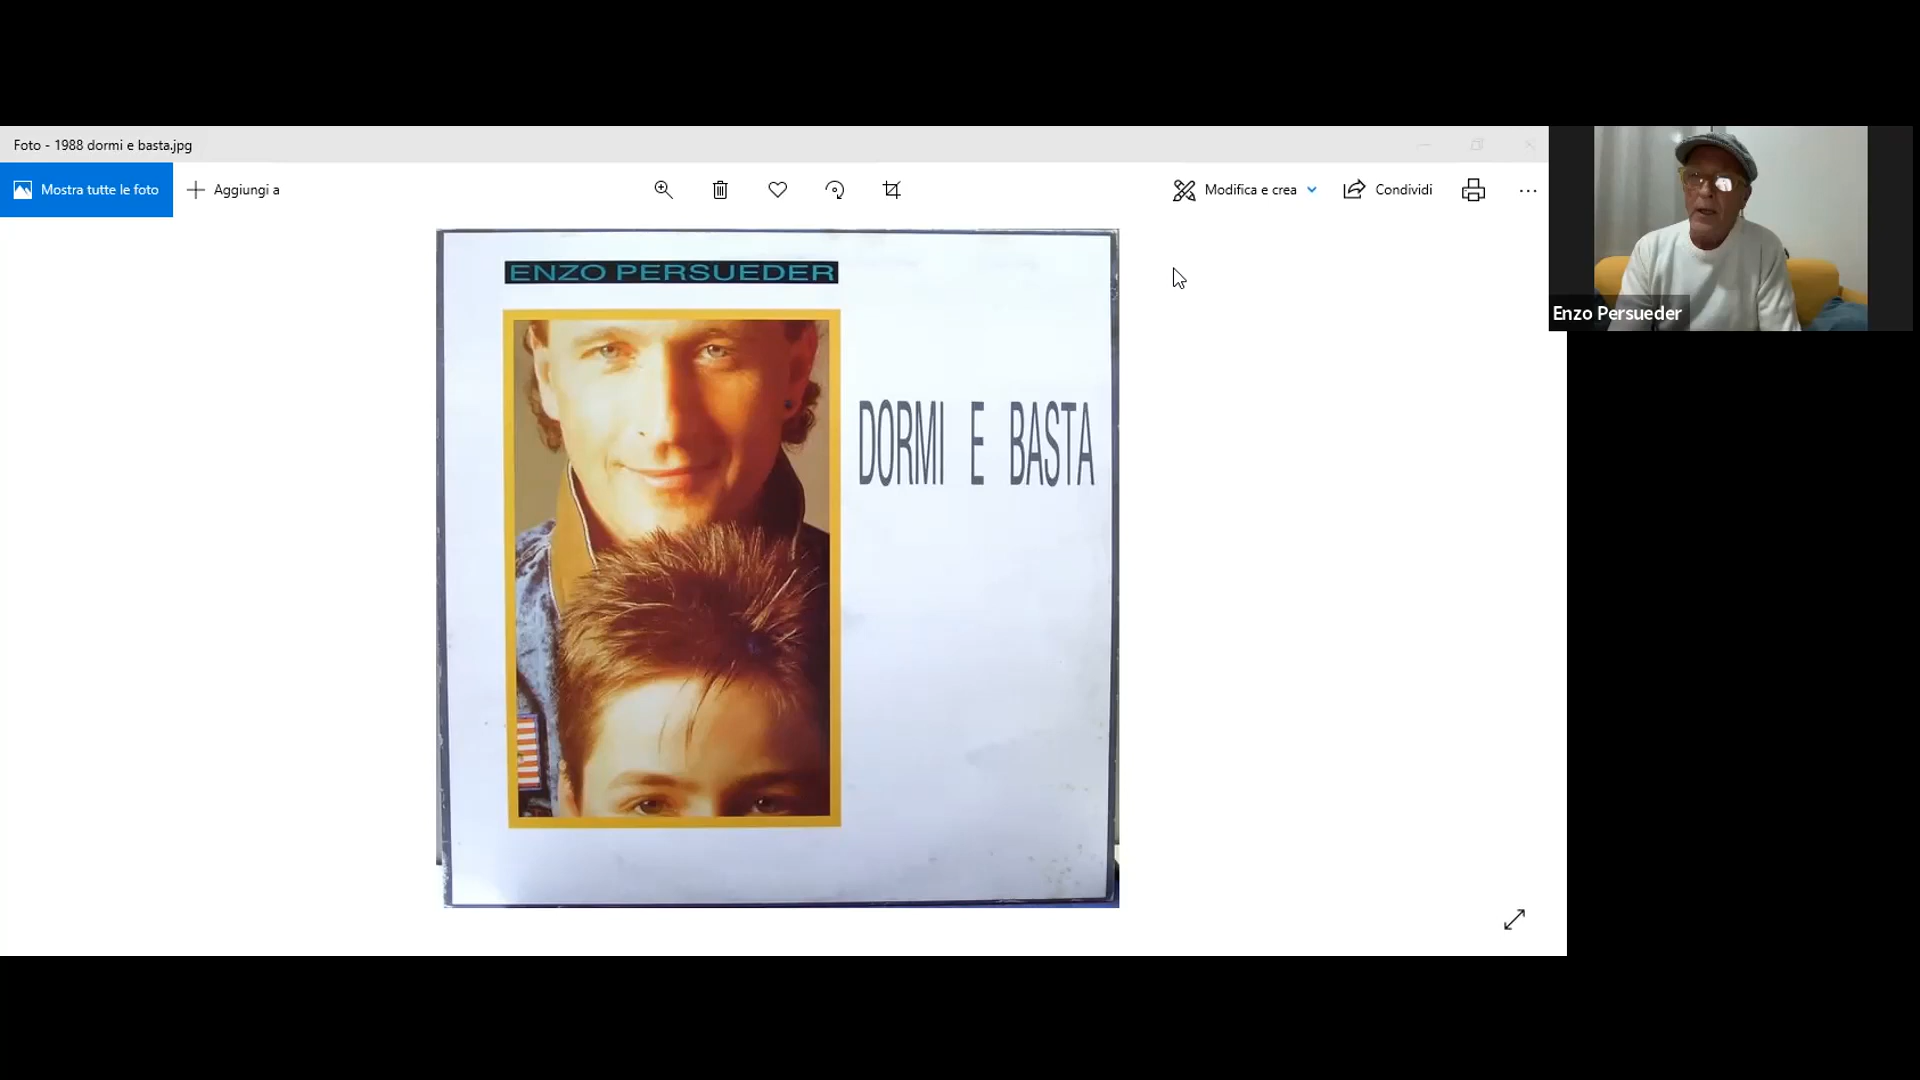 Foto - 1988 dormi e basta.jpg
Mostra tutte le foto
Aggiungi a
Modifica e crea
Condividi
ENZO PERSUEDER
DORMI E BASTA
Enzo Persueder